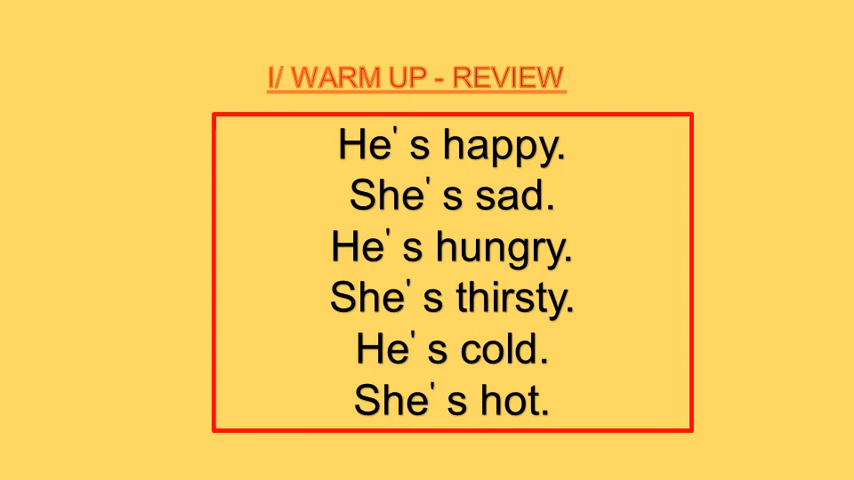 I/ WARM UP - REVIEW
He' s happy.
She' s sad.
He' s hungry.
She' s thirsty.
He' s cold.
She' s hot.